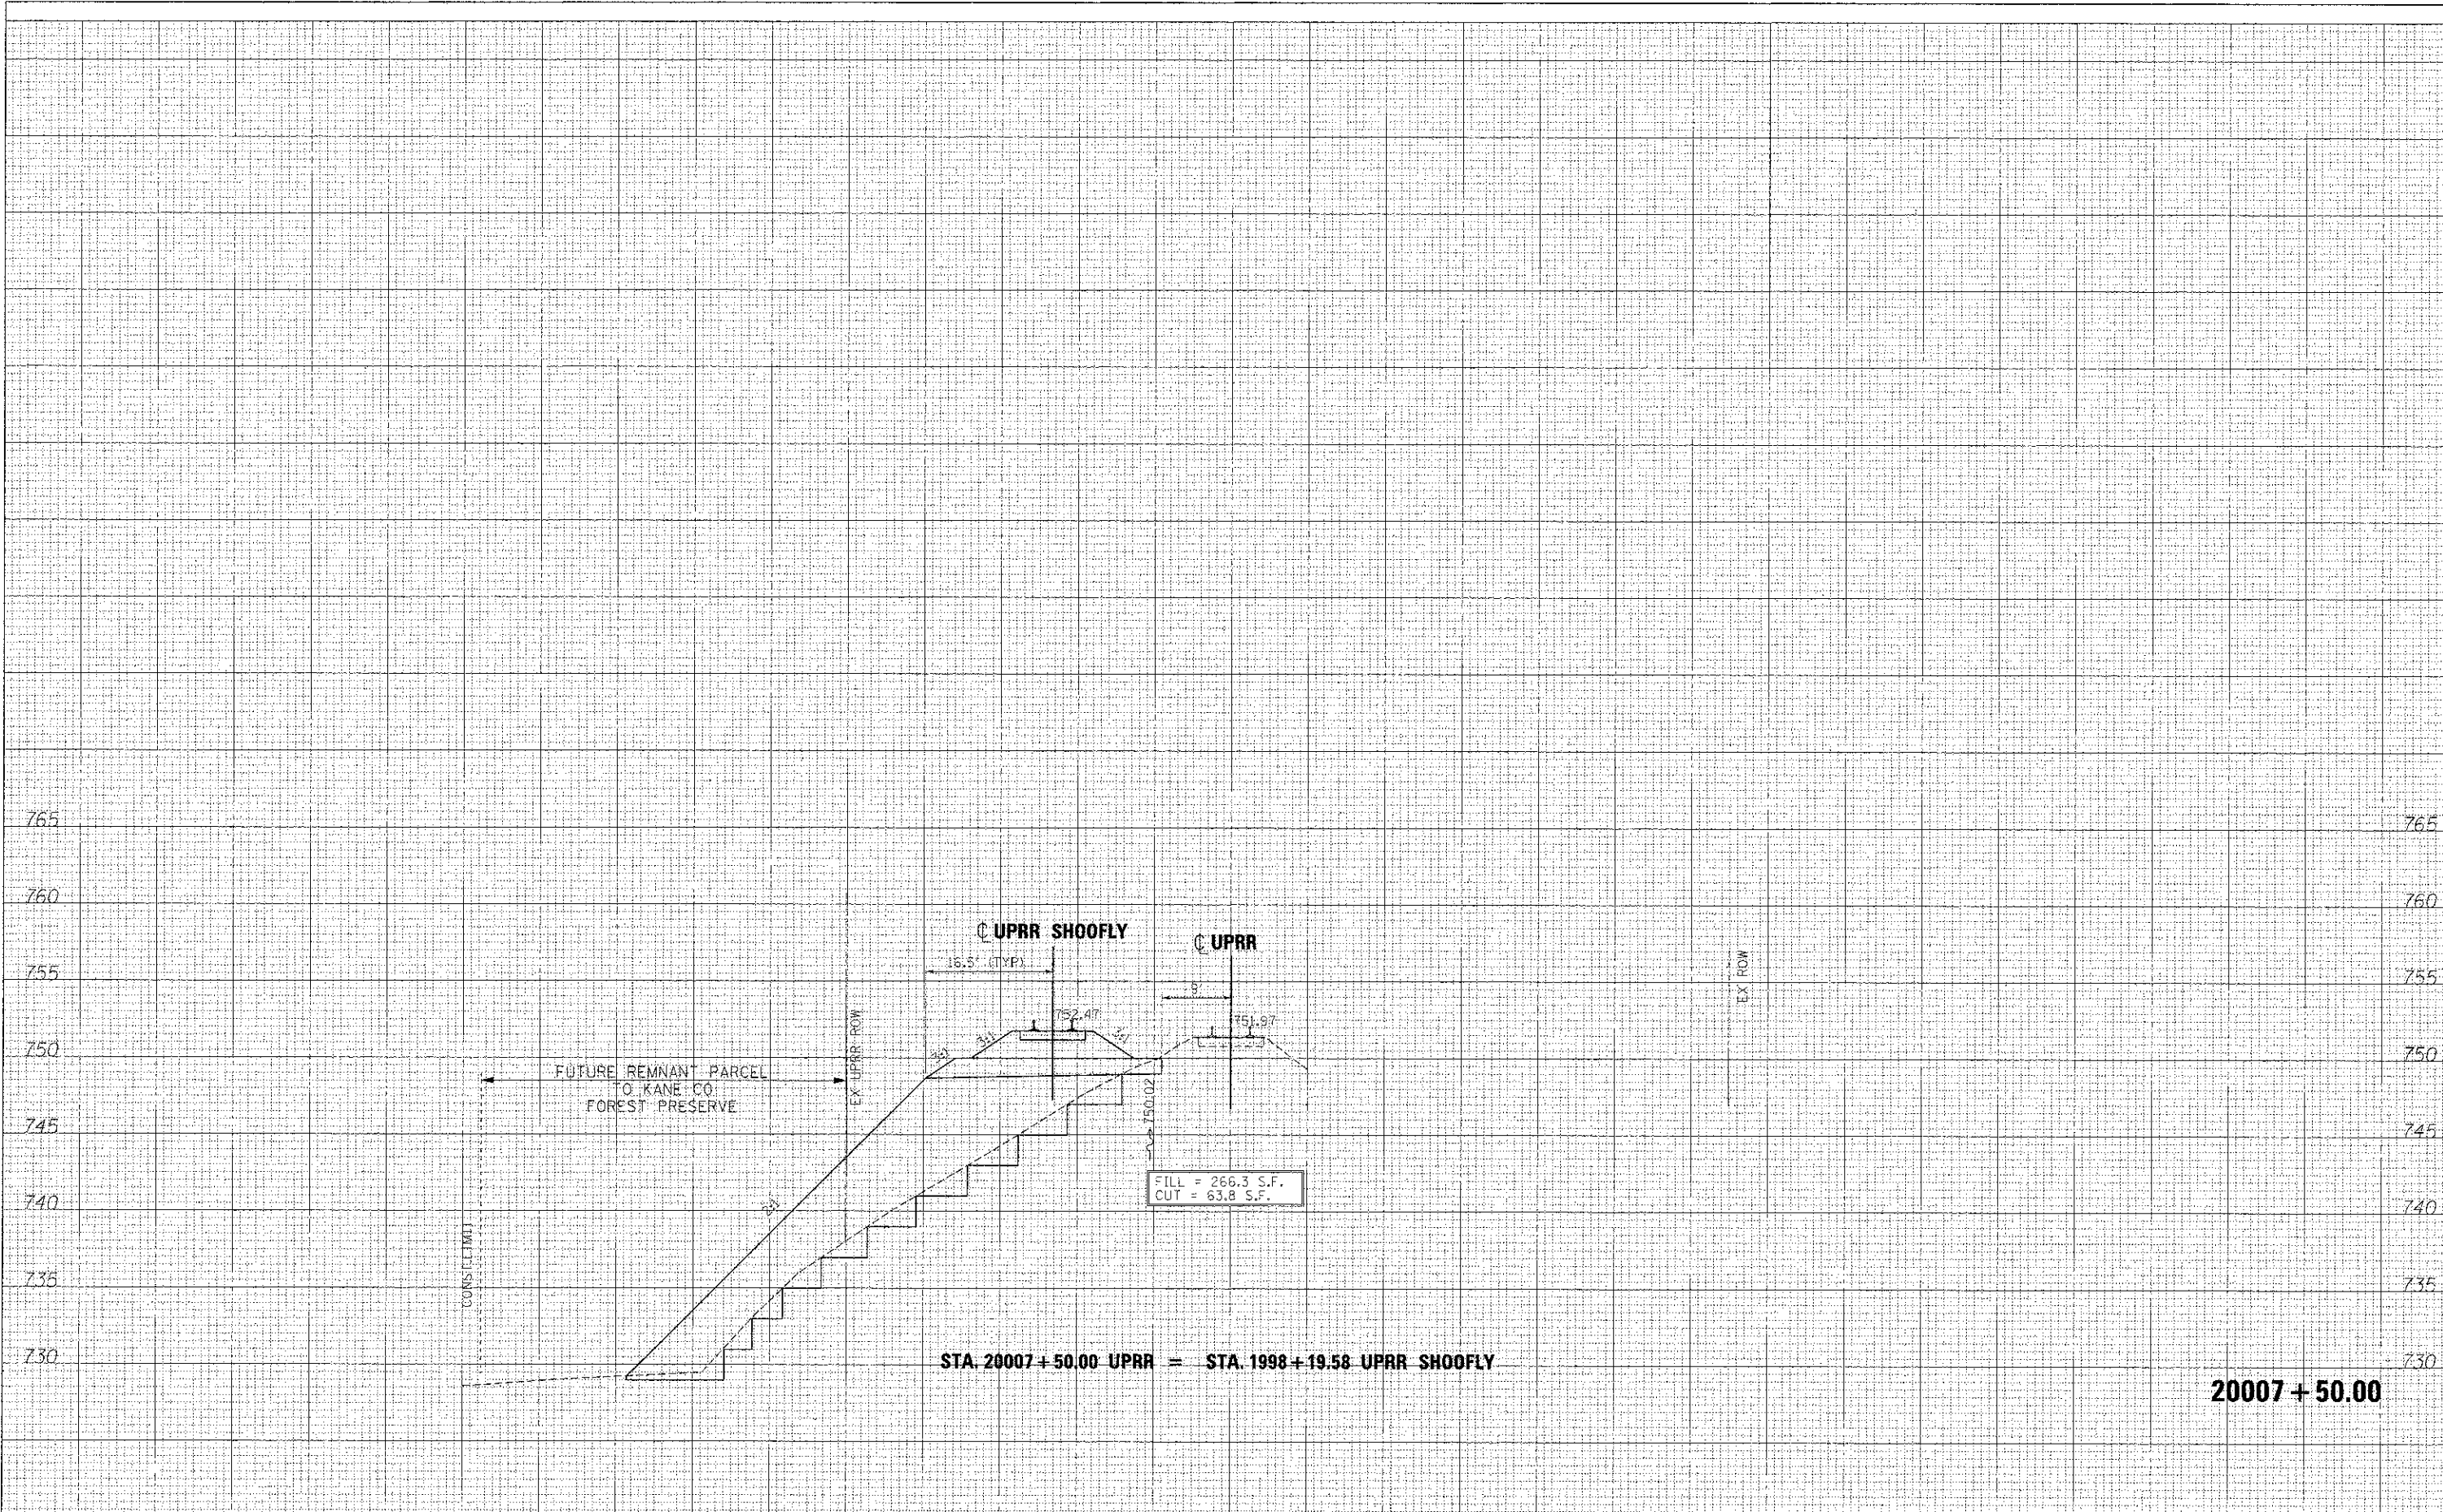 765
765
760
760
℄ UPRR SHOOFLY
℄ UPRR
16.5' (TYP)
755
755
9'
EX ROW
752.47
751.97
3:1
3:1
3:1
750
750
EX UPRR ROW
FUTURE REMNANT PARCEL
TO KANE CO.
FOREST PRESERVE
750.02
745
745
FILL = 266.3 S.F.
CUT = 63.8 S.F.
2:1
740
740
CONST.LIMIT
735
735
730
730
STA. 20007+50.00 UPRR = STA. 1998+19.58 UPRR SHOOFLY
20007+50.00